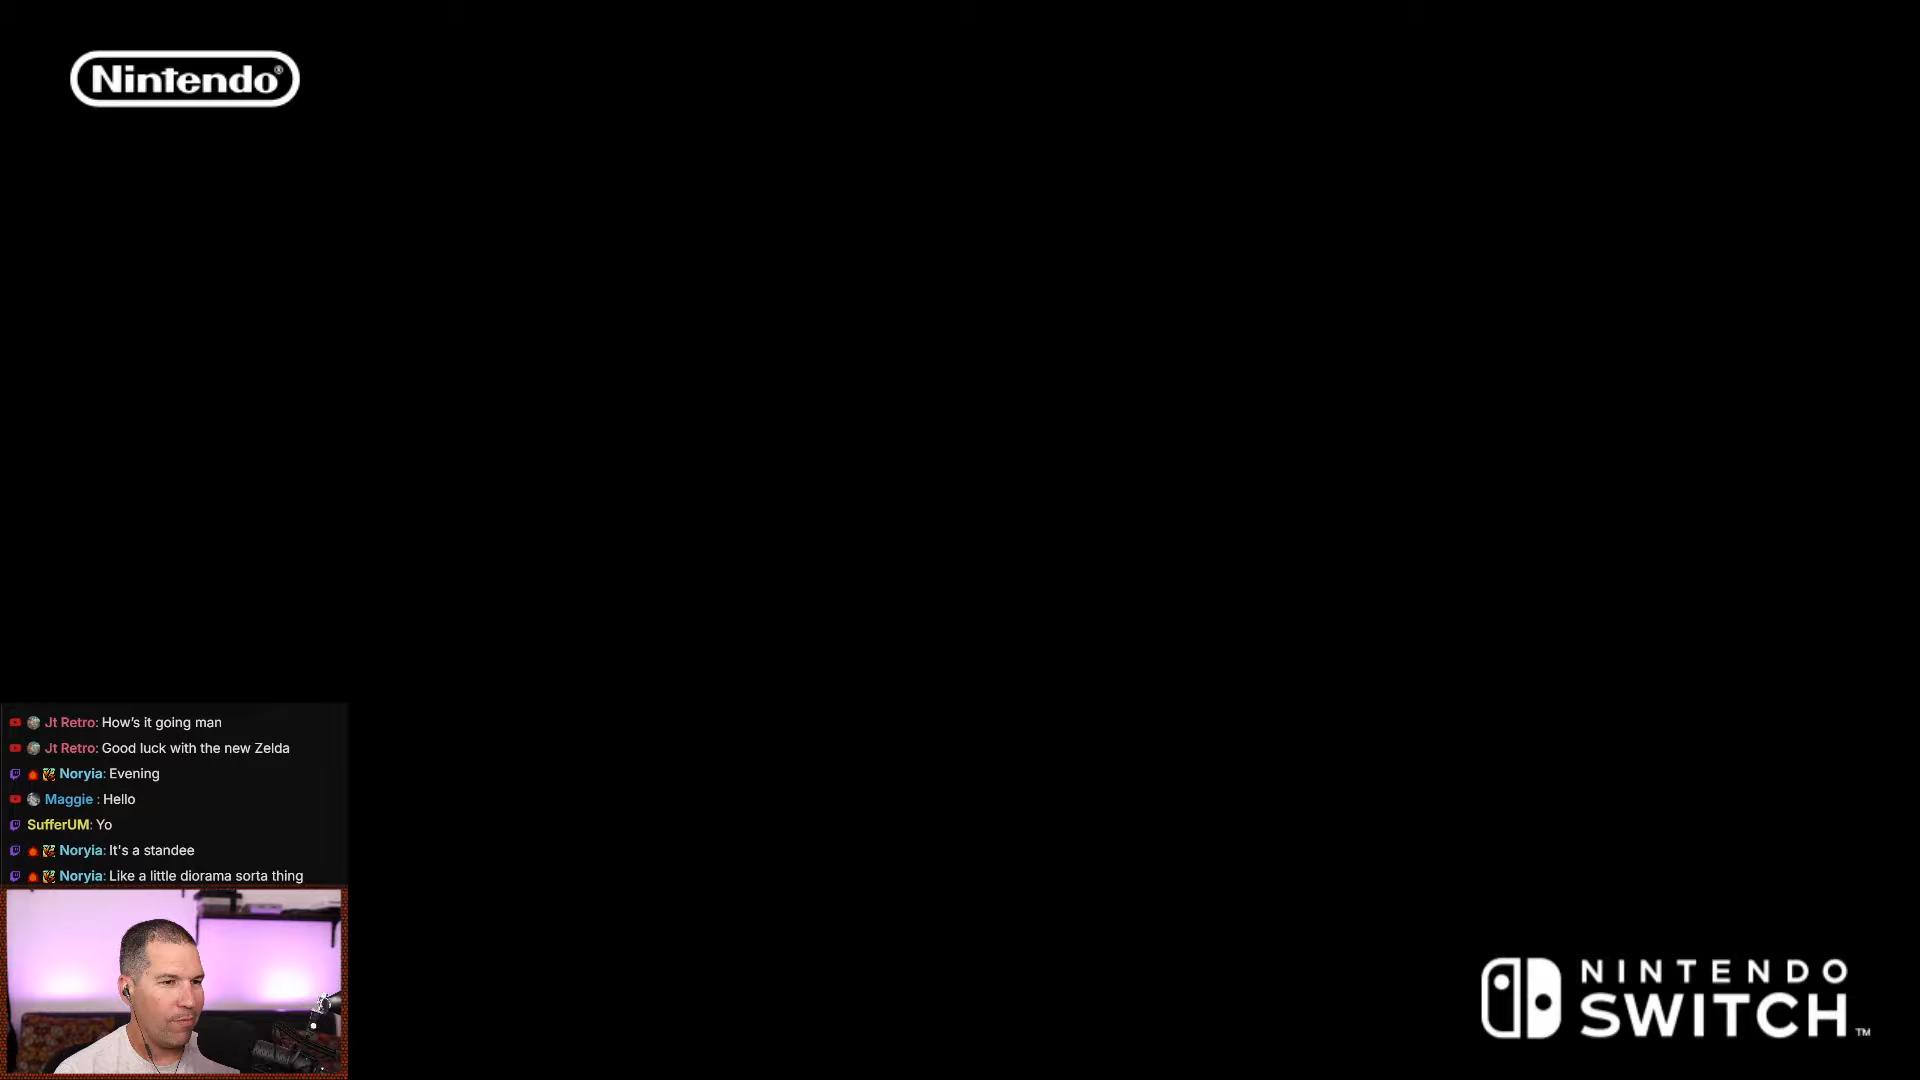 Nintendo®
Jt Retro: How's it going man
Jt Retro: Good luck with the new Zelda
Noryia: Evening
Maggie : Hello
SufferUM: Yo
Noryia: It's a standee
Noryia: Like a little diorama sorta thing
NINTENDO
SWITCH™